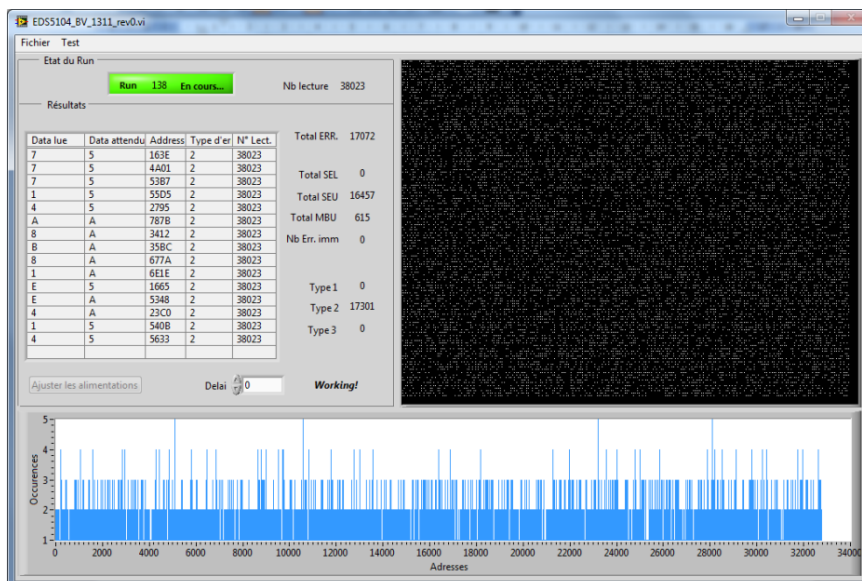 EDS5104_BV_1311_rev0.vi
Fichier Test
Etat du Run
Run 138 En cours...
Nb lecture 38023
Résultats
Data lue Data attendu Address Type d'er N° Lect.
7 5 163E 2 38023
7 5 4A01 2 38023
7 5 53B7 2 38023
1 5 55D5 2 38023
4 5 2795 2 38023
A A 787B 2 38023
8 A 3412 2 38023
B A 35BC 2 38023
8 A 677A 2 38023
1 A 6E1E 2 38023
E 5 1665 2 38023
E A 5348 2 38023
4 A 23C0 2 38023
1 5 540B 2 38023
4 5 5633 2 38023
Total ERR. 17072
Total SEL 0
Total SEU 16457
Total MBU 615
Nb Err. imm 0
Type 1 0
Type 2 17301
Type 3 0
Ajuster les alimentations
Delai 0
Working!
Occurences
5
4
3
2
1
0 2000 4000 6000 8000 10000 12000 14000 16000 18000 20000 22000 24000 26000 28000 30000 32000 34000
Adresses